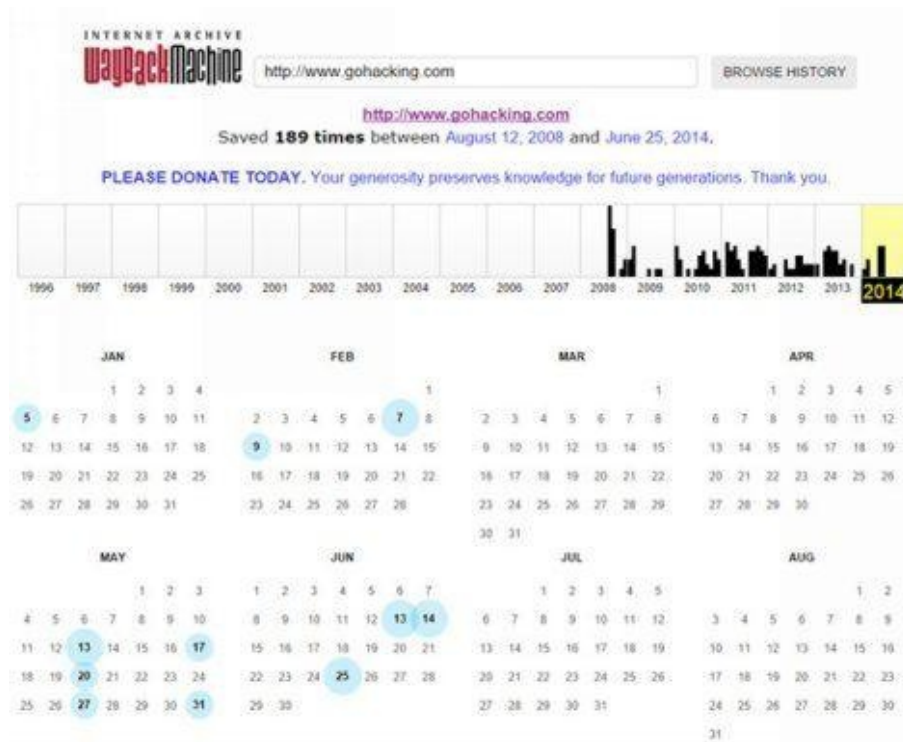 INTERNET ARCHIVE
WayBackMachine
http://www.gohacking.com
BROWSE HISTORY
http://www.gohacking.com
Saved 189 times between August 12, 2008 and June 25, 2014.
PLEASE DONATE TODAY. Your generosity preserves knowledge for future generations. Thank you.
1996 1997 1998 1999 2000 2001 2002 2003 2004 2005 2006 2007 2008 2009 2010 2011 2012 2013 2014
JAN FEB MAR APR
1 2 3 4 1 1 1 2 3 4 5
5 6 7 8 9 10 11 2 3 4 5 6 7 8 2 3 4 5 6 7 8 6 7 8 9 10 11 12
12 13 14 15 16 17 18 9 10 11 12 13 14 15 9 10 11 12 13 14 15 13 14 15 16 17 18 19
19 20 21 22 23 24 25 16 17 18 19 20 21 22 16 17 18 19 20 21 22 20 21 22 23 24 25 26
26 27 28 29 30 31 23 24 25 26 27 28 23 24 25 26 27 28 29 27 28 29 30
30 31
MAY JUN JUL AUG
1 2 3 1 2 3 4 5 6 7 1 2 3 4 5 1 2
4 5 6 7 8 9 10 8 9 10 11 12 13 14 6 7 8 9 10 11 12 3 4 5 6 7 8 9
11 12 13 14 15 16 17 15 16 17 18 19 20 21 13 14 15 16 17 18 19 10 11 12 13 14 15 16
18 19 20 21 22 23 24 22 23 24 25 26 27 28 20 21 22 23 24 25 26 17 18 19 20 21 22 23
25 26 27 28 29 30 31 29 30 27 28 29 30 31 24 25 26 27 28 29 30
31